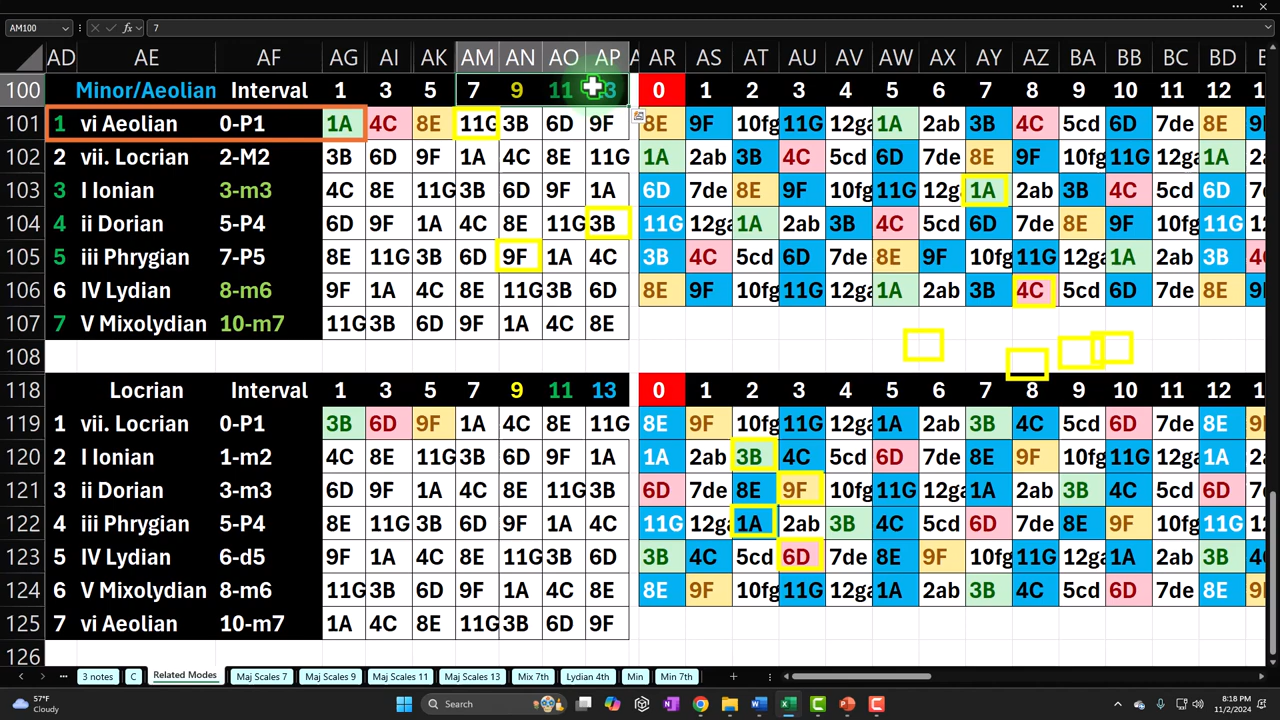 AM100 fx 7
AD AE AF AG AI AK AM AN AO AP A AR AS AT AU AV AW AX AY AZ BA BB BC BD E
100 Minor/Aeolian Interval 1 3 5 7 9 11 13 0 1 2 3 4 5 6 7 8 9 10 11 12 1
101 1 vi Aeolian 0-P1 1A 4C 8E 11G 3B 6D 9F 8E 9F 10fg 11G 12ga 1A 2ab 3B 4C 5cd 6D 7de 8E 9F
102 2 vii. Locrian 2-M2 3B 6D 9F 1A 4C 8E 11G 1A 2ab 3B 4C 5cd 6D 7de 8E 9F 10fg 11G 12ga 1A 2
103 3 I Ionian 3-m3 4C 8E 11G 3B 6D 9F 1A 6D 7de 8E 9F 10fg 11G 12ga 1A 2ab 3B 4C 5cd 6D 7
104 4 ii Dorian 5-P4 6D 9F 1A 4C 8E 11G 3B 11G 12ga 1A 2ab 3B 4C 5cd 6D 7de 8E 9F 10fg 11G 12
105 5 iii Phrygian 7-P5 8E 11G 3B 6D 9F 1A 4C 3B 4C 5cd 6D 7de 8E 9F 10fg 11G 12ga 1A 2ab 3B 4
106 6 IV Lydian 8-m6 9F 1A 4C 8E 11G 3B 6D 8E 9F 10fg 11G 12ga 1A 2ab 3B 4C 5cd 6D 7de 8E 9
107 7 V Mixolydian 10-m7 11G 3B 6D 9F 1A 4C 8E
108
118 Locrian Interval 1 3 5 7 9 11 13 0 1 2 3 4 5 6 7 8 9 10 11 12 1
119 1 vii. Locrian 0-P1 3B 6D 9F 1A 4C 8E 11G 8E 9F 10fg 11G 12ga 1A 2ab 3B 4C 5cd 6D 7de 8E 9
120 2 I Ionian 1-m2 4C 8E 11G 3B 6D 9F 1A 1A 2ab 3B 4C 5cd 6D 7de 8E 9F 10fg 11G 12ga 1A 2
121 3 ii Dorian 3-m3 6D 9F 1A 4C 8E 11G 3B 6D 7de 8E 9F 10fg 11G 12ga 1A 2ab 3B 4C 5cd 6D 7
122 4 iii Phrygian 5-P4 8E 11G 3B 6D 9F 1A 4C 11G 12ga 1A 2ab 3B 4C 5cd 6D 7de 8E 9F 10fg 11G 12
123 5 IV Lydian 6-d5 9F 1A 4C 8E 11G 3B 6D 3B 4C 5cd 6D 7de 8E 9F 10fg 11G 12ga 1A 2ab 3B 4
124 6 V Mixolydian 8-m6 11G 3B 6D 9F 1A 4C 8E 8E 9F 10fg 11G 12ga 1A 2ab 3B 4C 5cd 6D 7de 8E 9
125 7 vi Aeolian 10-m7 1A 4C 8E 11G 3B 6D 9F
126
3 notes C Related Modes Maj Scales 7 Maj Scales 9 Maj Scales 11 Maj Scales 13 Mix 7th Lydian 4th Min Min 7th
57°F
Cloudy
Search
8:18 PM
11/2/2024